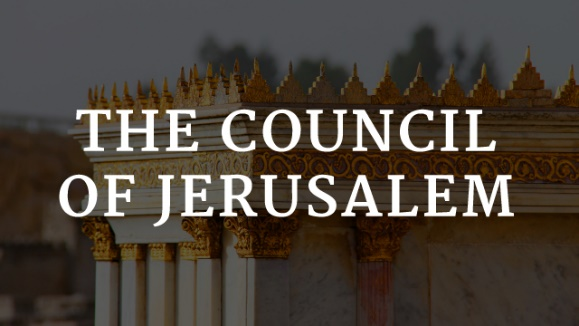 THE COUNCIL
OF JERUSALEM